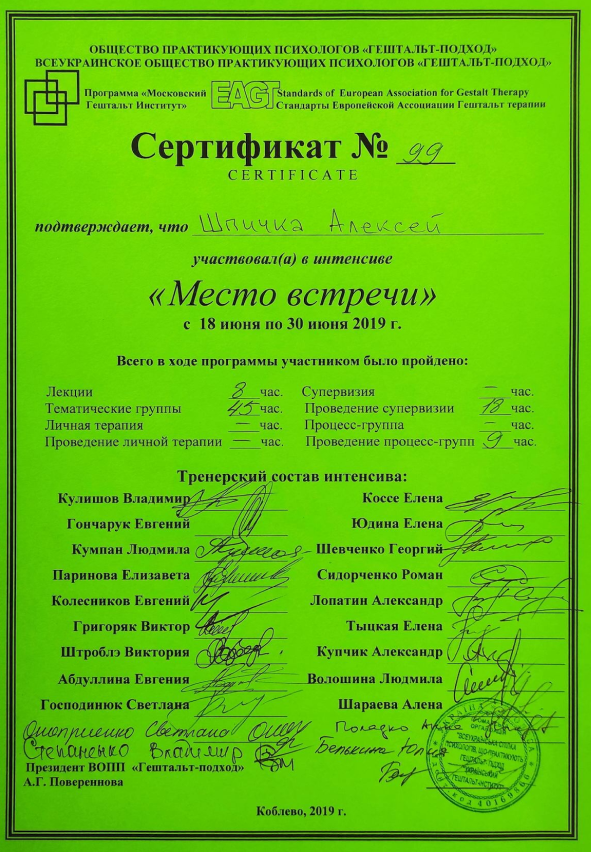 ОБЩЕСТВО ПРАКТИКУЮЩИХ ПСИХОЛОГОВ «ГЕШТАЛЬТ-ПОДХОД»
ВСЕУКРАИНСКОЕ ОБЩЕСТВО ПРАКТИКУЮЩИХ ПСИХОЛОГОВ «ГЕШТАЛЬТ-ПОДХОД»
Программа «Московский Гештальт Институт»
EAGT
Standards of European Association for Gestalt Therapy
Стандарты Европейской Ассоциации Гештальт терапии
Сертификат № 99
CERTIFICATE
подтверждает, что Шпичка Алексей
участвовал(а) в интенсиве
«Место встречи»
с 18 июня по 30 июня 2019 г.
Всего в ходе программы участником было пройдено:
Лекции 8 час. Супервизия – час.
Тематические группы 45 час. Проведение супервизии 18 час.
Личная терапия – час. Процесс-группа – час.
Проведение личной терапии – час. Проведение процесс-групп 9 час.
Тренерский состав интенсива:
Кулишов Владимир Коссе Елена
Гончарук Евгений Юдина Елена
Кумпан Людмила Шевченко Георгий
Паринова Елизавета Сидорченко Роман
Колесников Евгений Лопатин Александр
Григоряк Виктор Тыцкая Елена
Штроблэ Виктория Купчик Александр
Абдуллина Евгения Волошина Людмила
Господинюк Светлана Шараева Алена
Оноприенко Светлана
Степаненко Владимир Белькина Юлия
Президент ВОПП «Гештальт-подход»
А.Г. Повереннова
Коблево, 2019 г.